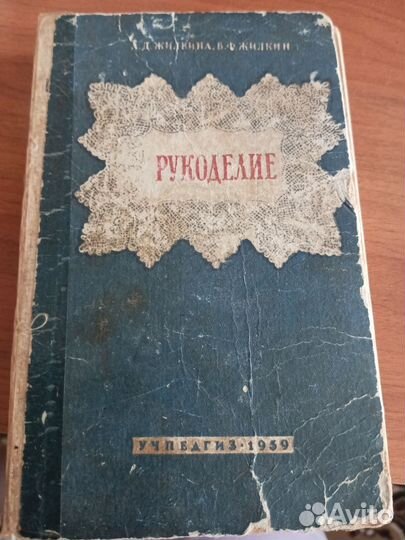 А. Д. ЖИЛКИНА, В. Ф. ЖИЛКИН
РУКОДЕЛИЕ
УЧПЕДГИЗ · 1959
Avito